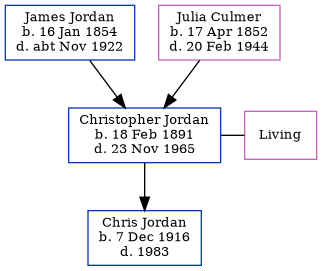 James Jordan
b. 16 Jan 1854
d. abt Nov 1922
Julia Culmer
b. 17 Apr 1852
d. 20 Feb 1944
Christopher Jordan
b. 18 Feb 1891
d. 23 Nov 1965
Living
Chris Jordan
b. 7 Dec 1916
d. 1983